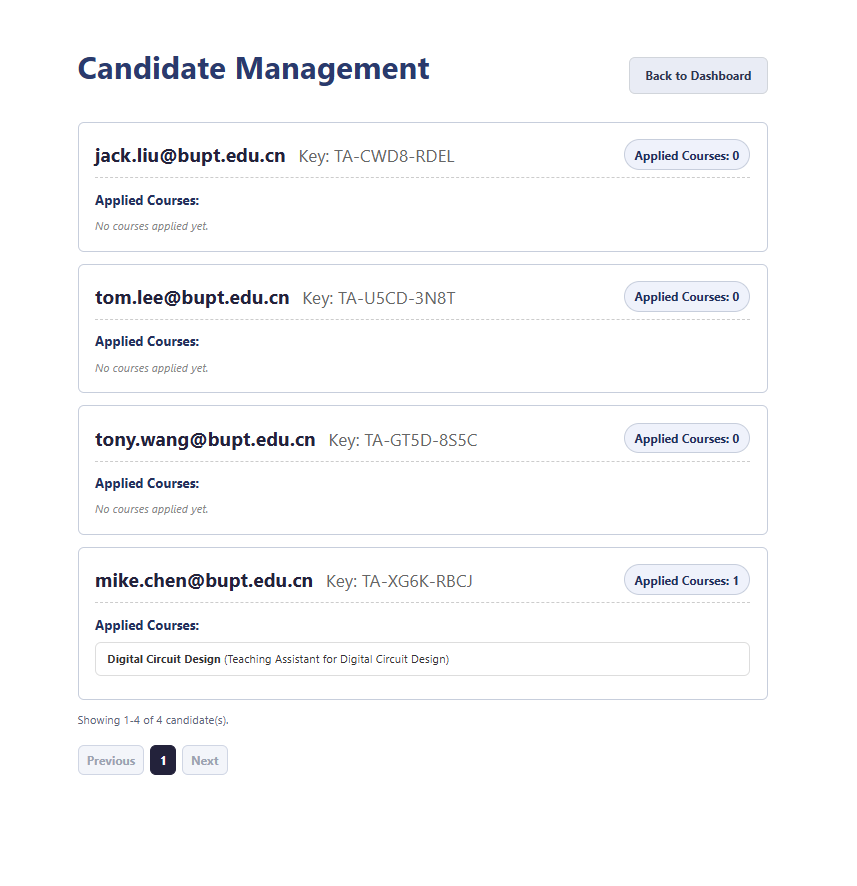 Candidate Management
Back to Dashboard
jack.liu@bupt.edu.cn Key: TA-CWD8-RDEL Applied Courses: 0
Applied Courses:
No courses applied yet.
tom.lee@bupt.edu.cn Key: TA-U5CD-3N8T Applied Courses: 0
Applied Courses:
No courses applied yet.
tony.wang@bupt.edu.cn Key: TA-GT5D-8S5C Applied Courses: 0
Applied Courses:
No courses applied yet.
mike.chen@bupt.edu.cn Key: TA-XG6K-RBCJ Applied Courses: 1
Applied Courses:
Digital Circuit Design (Teaching Assistant for Digital Circuit Design)
Showing 1-4 of 4 candidate(s).
Previous 1 Next